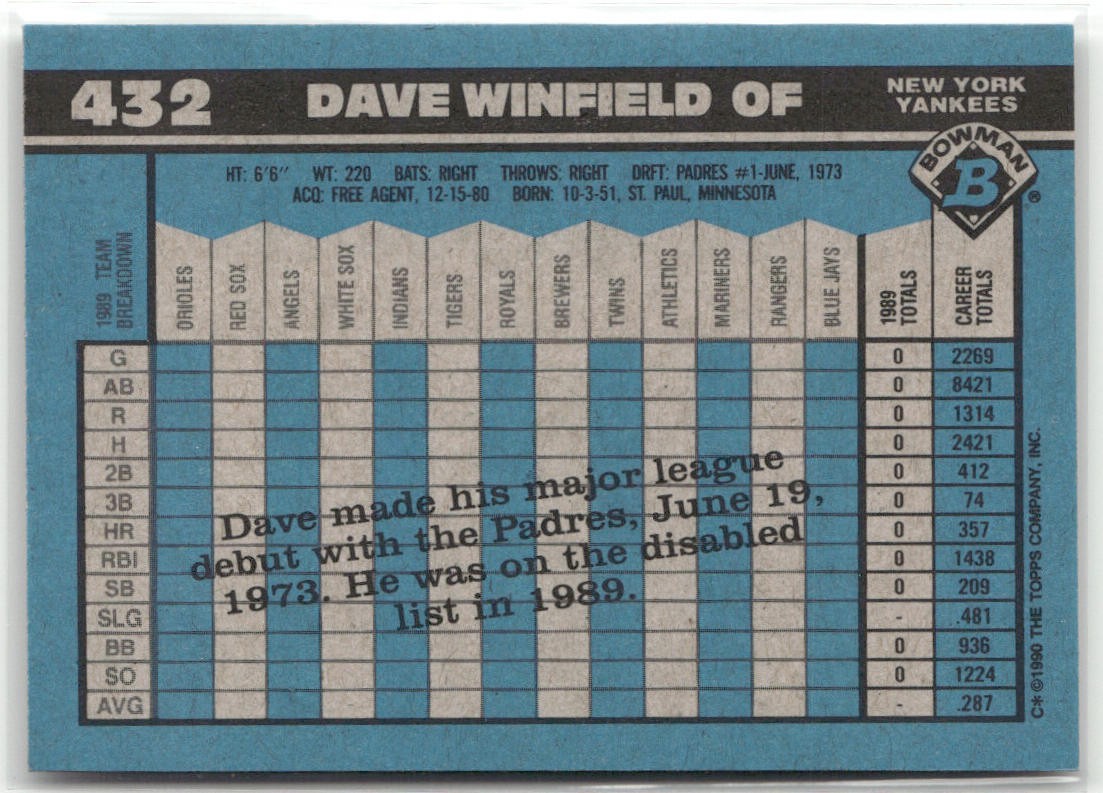 432 DAVE WINFIELD OF NEW YORK YANKEES
BOWMAN
B
®
HT: 6'6" WT: 220 BATS: RIGHT THROWS: RIGHT DRFT: PADRES #1-JUNE, 1973
ACQ: FREE AGENT, 12-15-80 BORN: 10-3-51, ST. PAUL, MINNESOTA
1989 TEAM BREAKDOWN ORIOLES RED SOX ANGELS WHITE SOX INDIANS TIGERS ROYALS BREWERS TWINS ATHLETICS MARINERS RANGERS BLUE JAYS 1989 TOTALS CAREER TOTALS
G 0 2269
AB 0 8421
R 0 1314
H 0 2421
2B 0 412
3B 0 74
HR 0 357
RBI 0 1438
SB 0 209
SLG - .481
BB 0 936
SO 0 1224
AVG - .287
Dave made his major league
debut with the Padres, June 19,
1973. He was on the disabled
list in 1989.
C* ©1990 THE TOPPS COMPANY, INC.